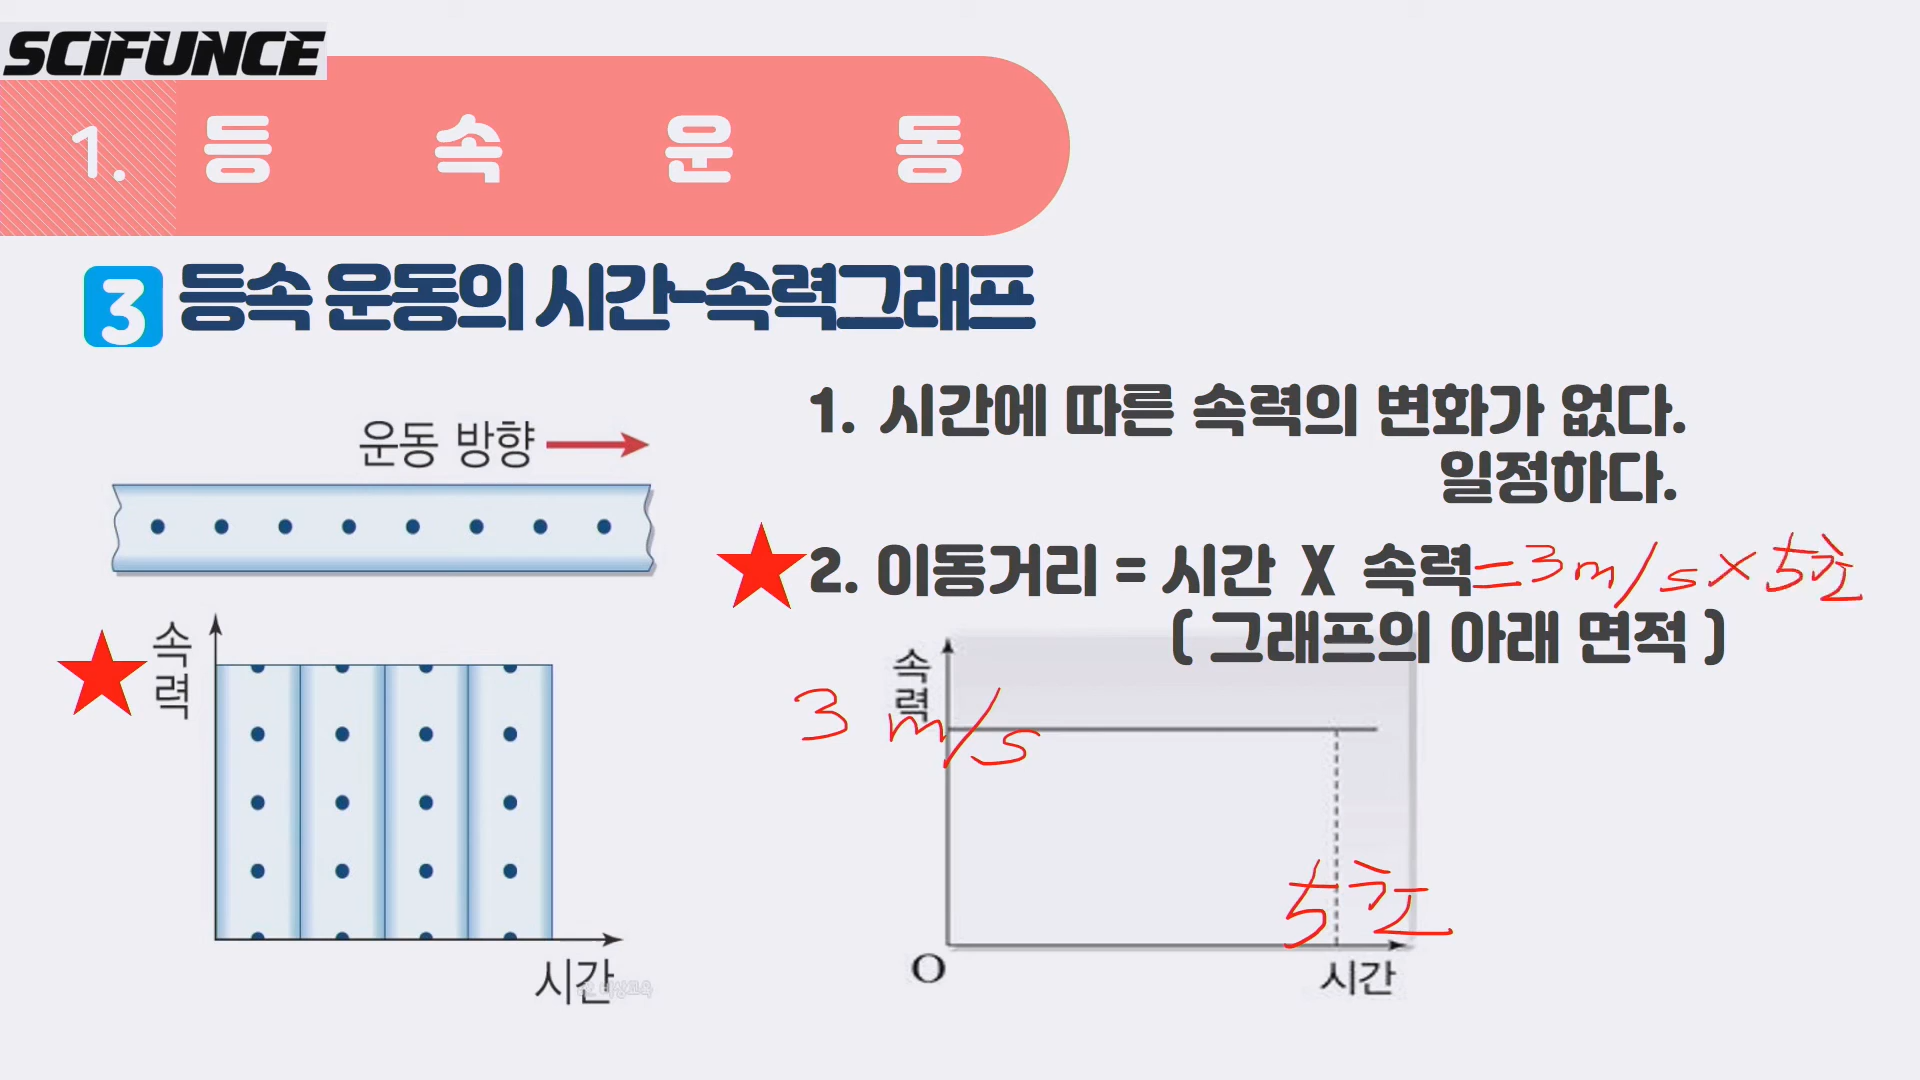 SCIFUNCE
1. 등 속 운 동
3 등속 운동의 시간-속력그래프
1. 시간에 따른 속력의 변화가 없다.
일정하다.
운동 방향
2. 이동거리 = 시간 X 속력=3m/s×5초
( 그래프의 아래 면적 )
속력
시간
속력
3 m/s
5초
O
시간